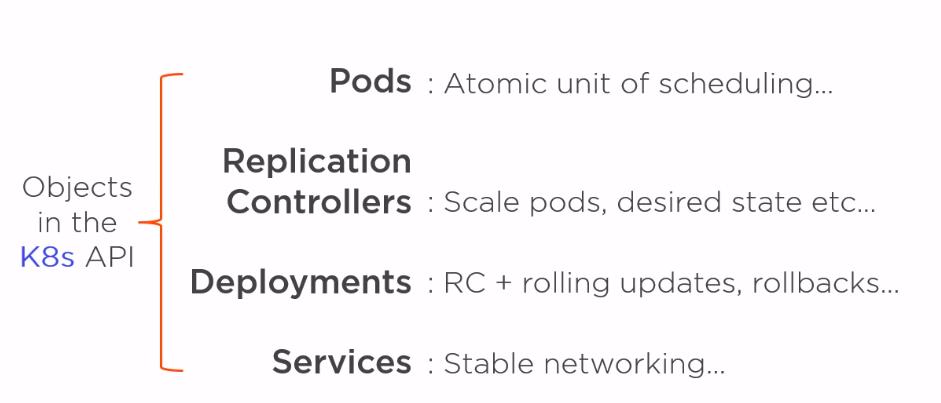 Objects
in the
K8s API
Pods : Atomic unit of scheduling...
Replication
Controllers : Scale pods, desired state etc...
Deployments : RC + rolling updates, rollbacks...
Services : Stable networking...